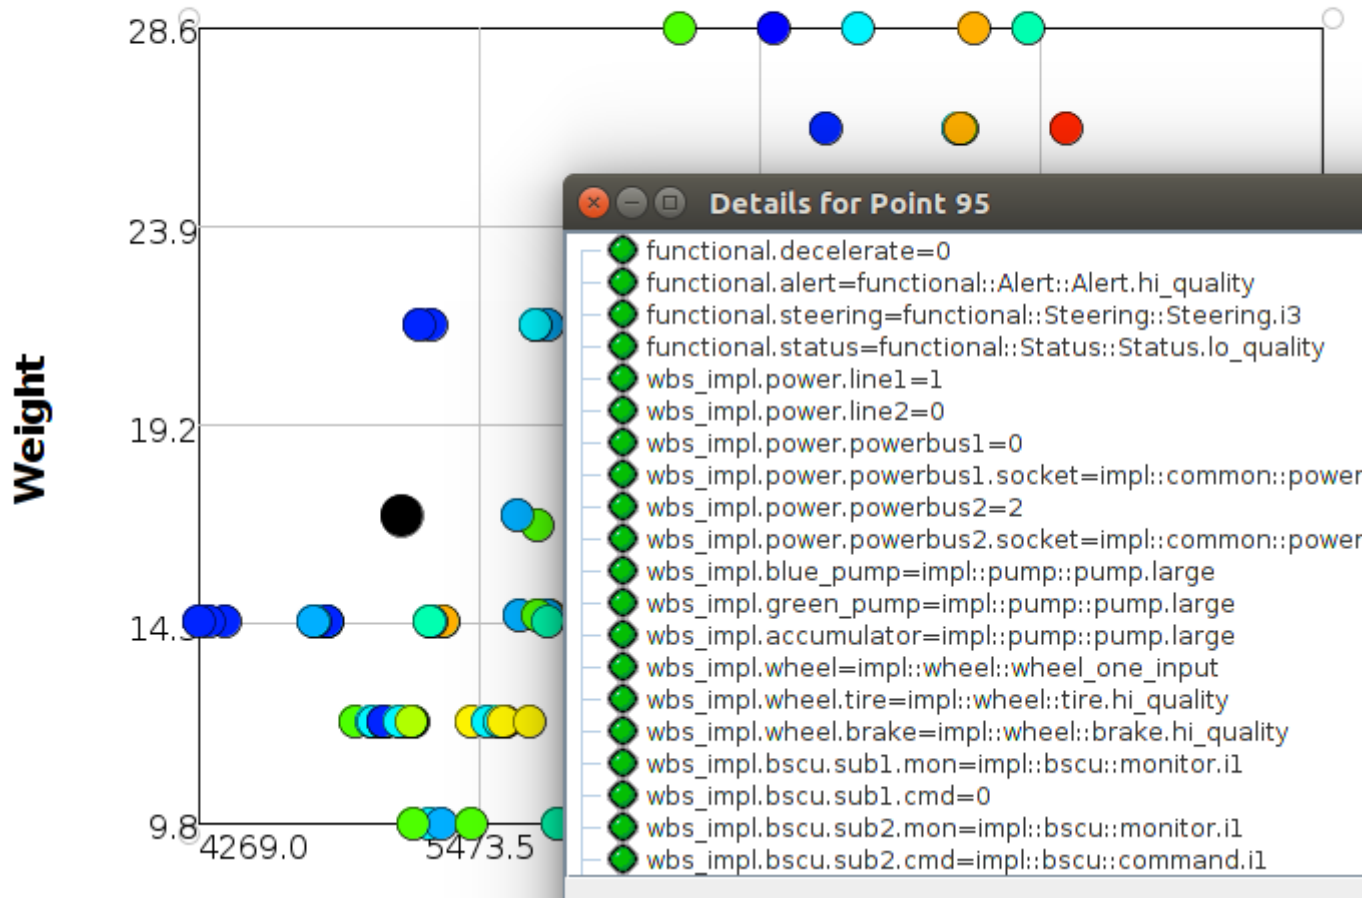 28.6
Details for Point 95
functional.decelerate=0
23.9
functional.alert=functional::Alert::Alert.hi_quality
functional.steering=functional::Steering::Steering.i3
functional.status=functional::Status::Status.lo_quality
wbs_impl.power.line1=1
Weight
wbs_impl.power.line2=0
19.2
wbs_impl.power.powerbus1=0
wbs_impl.power.powerbus1.socket=impl::common::power
wbs_impl.power.powerbus2=2
wbs_impl.power.powerbus2.socket=impl::common::power
wbs_impl.blue_pump=impl::pump::pump.large
wbs_impl.green_pump=impl::pump::pump.large
14.
wbs_impl.accumulator=impl::pump::pump.large
wbs_impl.wheel=impl::wheel::wheel_one_input
wbs_impl.wheel.tire=impl::wheel::tire.hi_quality
wbs_impl.wheel.brake=impl::wheel::brake.hi_quality
wbs_impl.bscu.sub1.mon=impl::bscu::monitor.i1
wbs_impl.bscu.sub1.cmd=0
9.8
wbs_impl.bscu.sub2.mon=impl::bscu::monitor.i1
4269.0 5473.5
wbs_impl.bscu.sub2.cmd=impl::bscu::command.i1